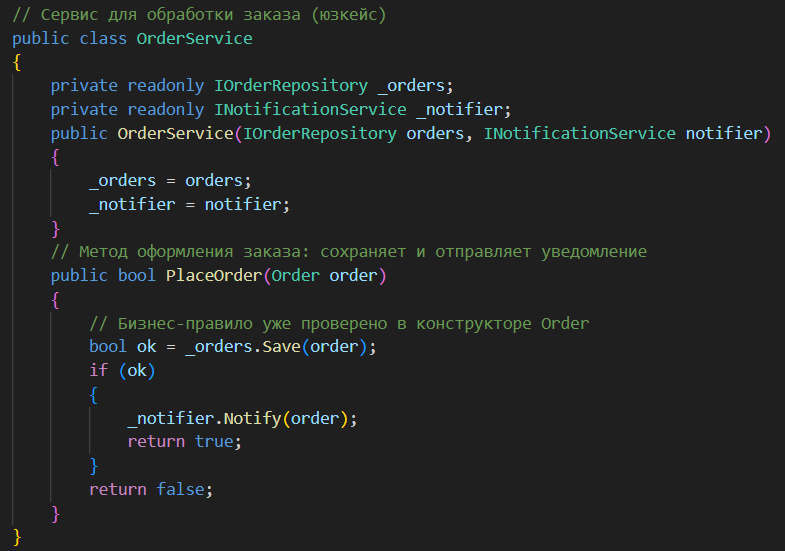 // Сервис для обработки заказа (юзкейс)
public class OrderService
{
    private readonly IOrderRepository _orders;
    private readonly INotificationService _notifier;
    public OrderService(IOrderRepository orders, INotificationService notifier)
    {
        _orders = orders;
        _notifier = notifier;
    }
    // Метод оформления заказа: сохраняет и отправляет уведомление
    public bool PlaceOrder(Order order)
    {
        // Бизнес-правило уже проверено в конструкторе Order
        bool ok = _orders.Save(order);
        if (ok)
        {
            _notifier.Notify(order);
            return true;
        }
        return false;
    }
}